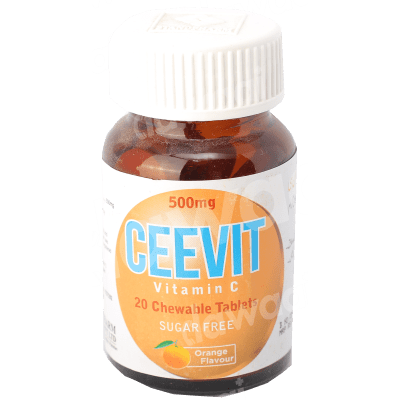 500mg
CEEVIT
Vitamin C
20 Chewable Tablets
SUGAR FREE
Orange
Flavour